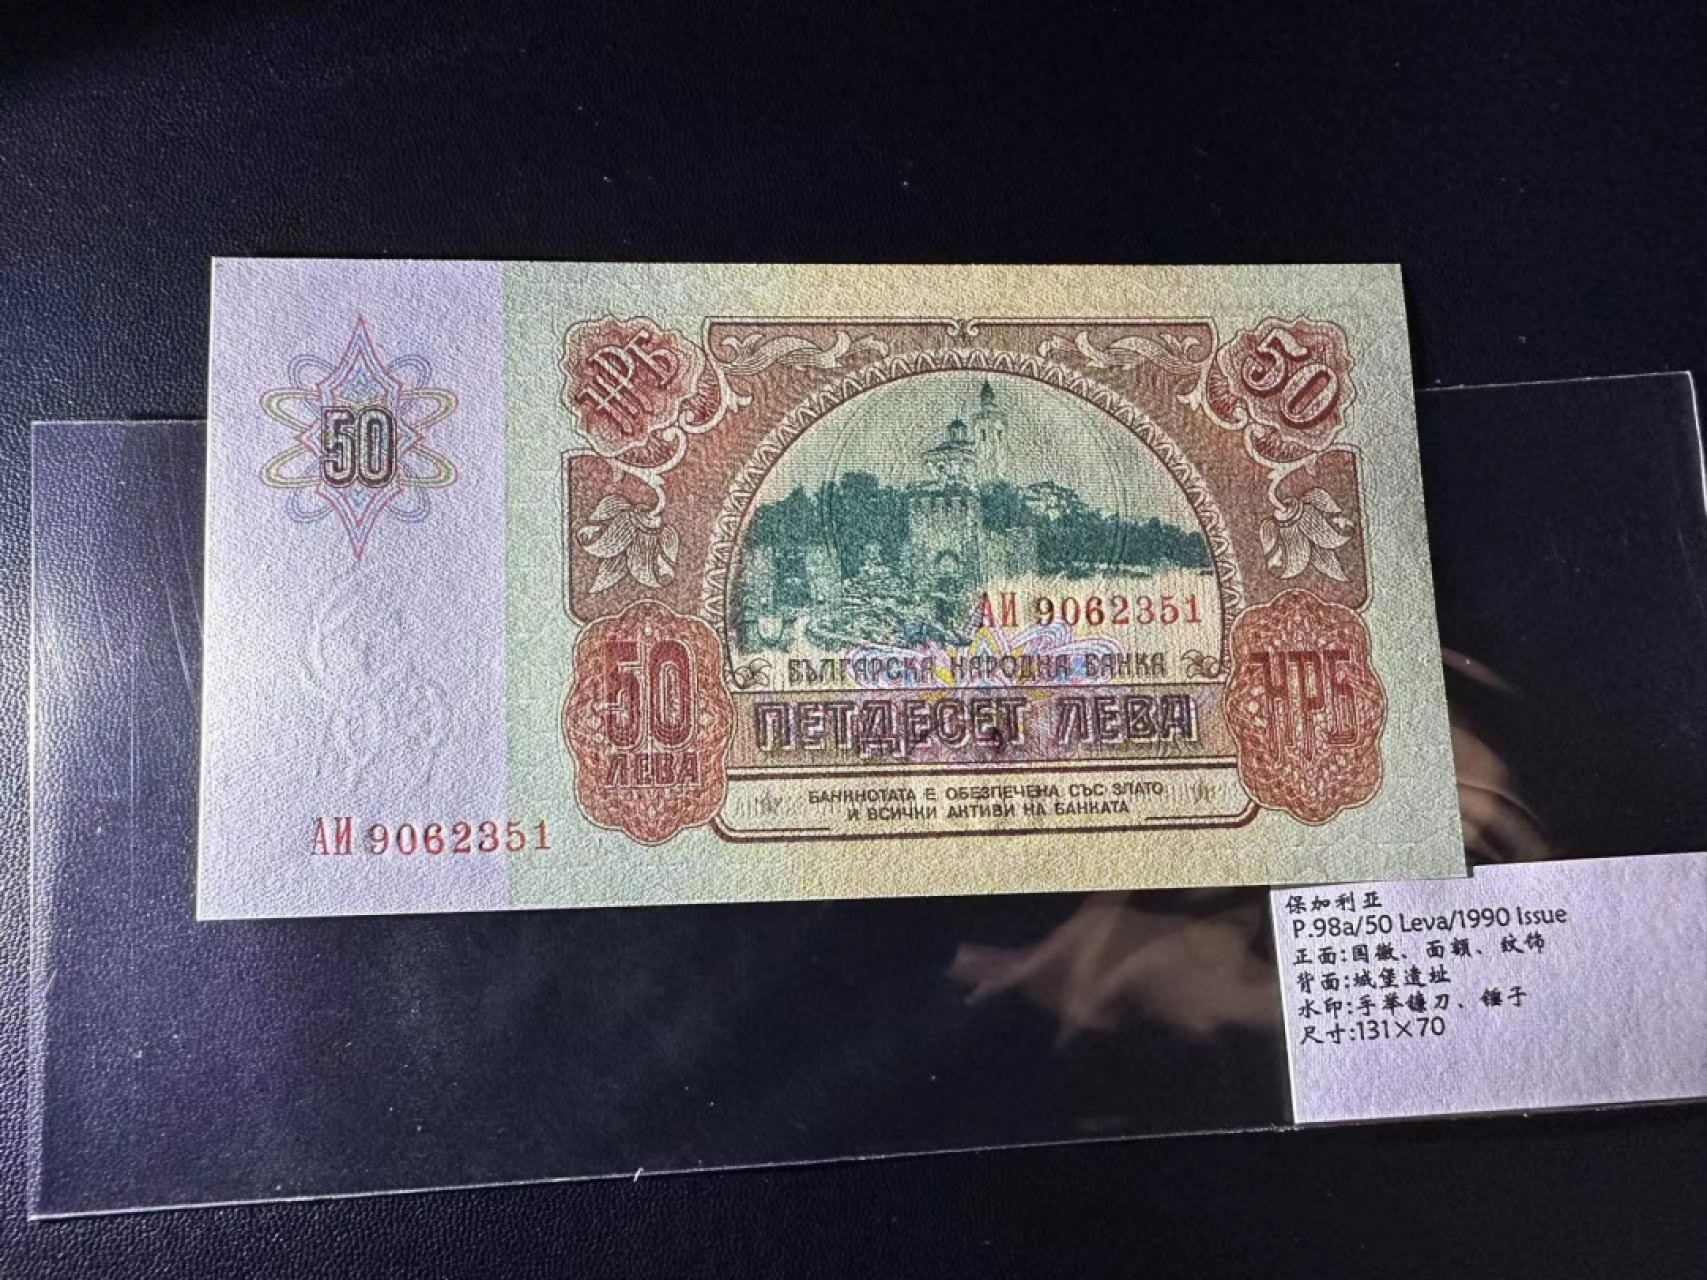 НРБ
50
50
АИ 9062351
БЪЛГАРСКА НАРОДНА БАНКА
ПЕТДЕСЕТ ЛЕВА
50
ЛЕВА
НРБ
БАНКНОТАТА Е ОБЕЗПЕЧЕНА СЪС ЗЛАТО
И ВСИЧКИ АКТИВИ НА БАНКАТА
АИ 9062351
保加利亚
P.98a/50 Leva/1990 Issue
正面:国徽、面额、纹饰
背面:城堡遗址
水印:手举镰刀、锤子
尺寸:131×70